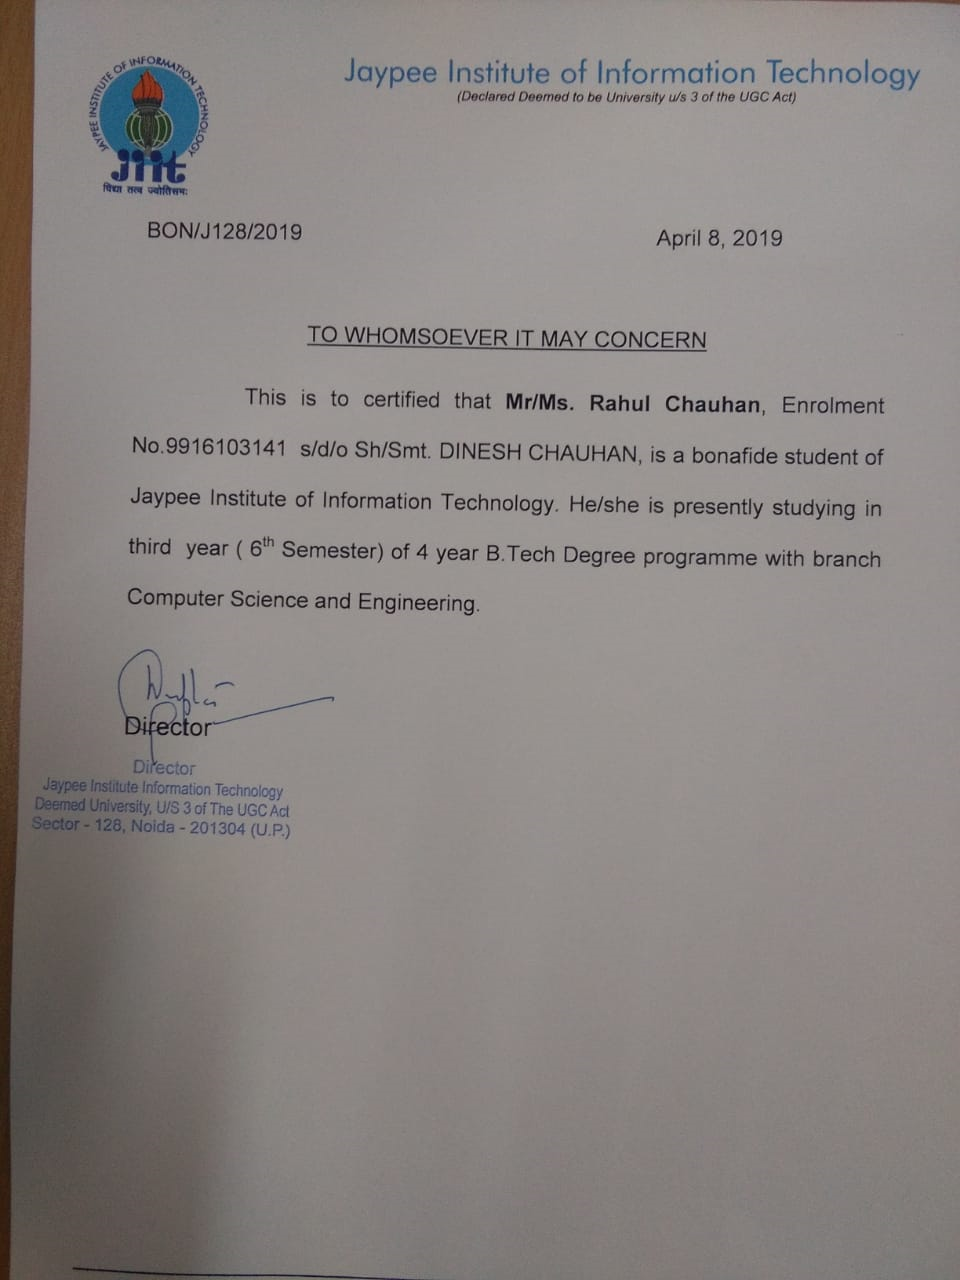 JAYPEE INSTITUTE OF INFORMATION TECHNOLOGY
jiit
विद्या तत्व ज्योतिसमः
Jaypee Institute of Information Technology
(Declared Deemed to be University u/s 3 of the UGC Act)
BON/J128/2019
April 8, 2019
TO WHOMSOEVER IT MAY CONCERN
This is to certified that Mr/Ms. Rahul Chauhan, Enrolment
No.9916103141 s/d/o Sh/Smt. DINESH CHAUHAN, is a bonafide student of
Jaypee Institute of Information Technology. He/she is presently studying in
third year ( 6th Semester) of 4 year B.Tech Degree programme with branch
Computer Science and Engineering.
Director
Director
Jaypee Institute Information Technology
Deemed University, U/S 3 of The UGC Act
Sector - 128, Noida - 201304 (U.P.)